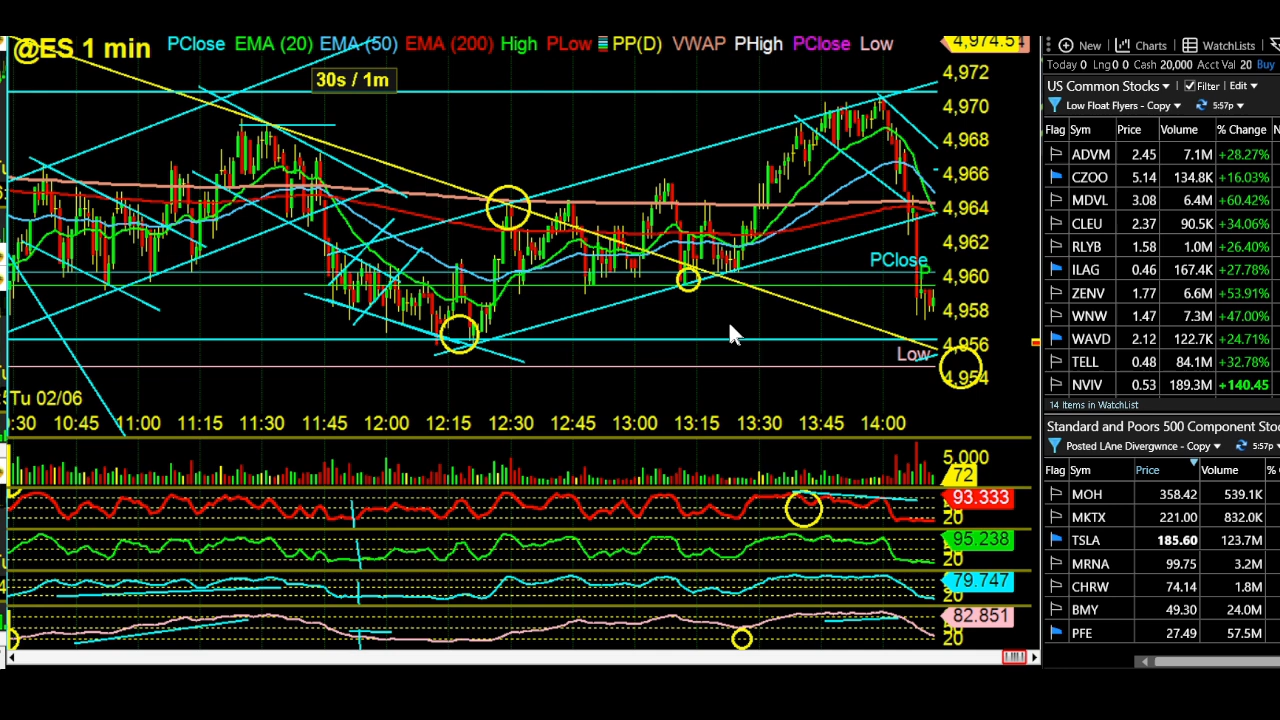 @ES 1 min PClose EMA (20) EMA (50) EMA (200) High PLow PP(D) VWAP PHigh PClose Low
30s / 1m
4,974.5
4,972
4,970
4,968
4,966
4,964
4,962
PClose
4,960
4,958
4,956
Low
4,954
Tu 02/06
:30 10:45 11:00 11:15 11:30 11:45 12:00 12:15 12:30 12:45 13:00 13:15 13:30 13:45 14:00
5,000
72
93.333
20
95.238
20
79.747
20
82.851
20
New Charts WatchLists
Today 0 Lng 0 0 Cash 20,000 Acct Val 20 Buy
US Common Stocks Filter Edit
Low Float Flyers - Copy 5:57p
Flag Sym Price Volume % Change N
ADVM 2.45 7.1M +28.27%
CZOO 5.14 134.8K +16.03%
MDVL 3.08 6.4M +60.42%
CLEU 2.37 90.5K +34.06%
RLYB 1.58 1.0M +26.40%
ILAG 0.46 167.4K +27.78%
ZENV 1.77 6.6M +53.91%
WNW 1.47 7.3M +47.00%
WAVD 2.12 122.7K +24.71%
TELL 0.48 84.1M +32.78%
NVIV 0.53 189.3M +140.45
14 Items in WatchList
Standard and Poors 500 Component Stoc
Posted LAne Divergwnce - Copy 5:57p
Flag Sym Price Volume % C
MOH 358.42 539.1K
MKTX 221.00 832.0K
TSLA 185.60 123.7M
MRNA 99.75 3.2M
CHRW 74.14 1.8M
BMY 49.30 24.0M
PFE 27.49 57.5M